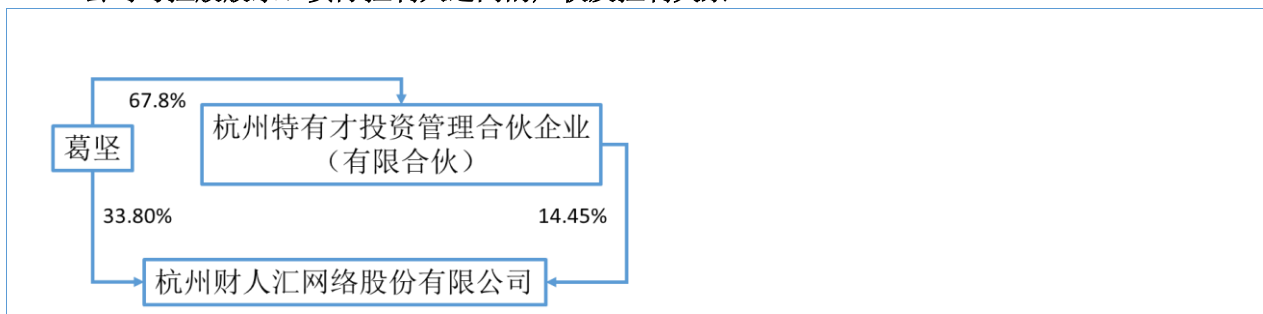 67.8%
葛坚
杭州特有才投资管理合伙企业
（有限合伙）
33.80%
14.45%
杭州财人汇网络股份有限公司